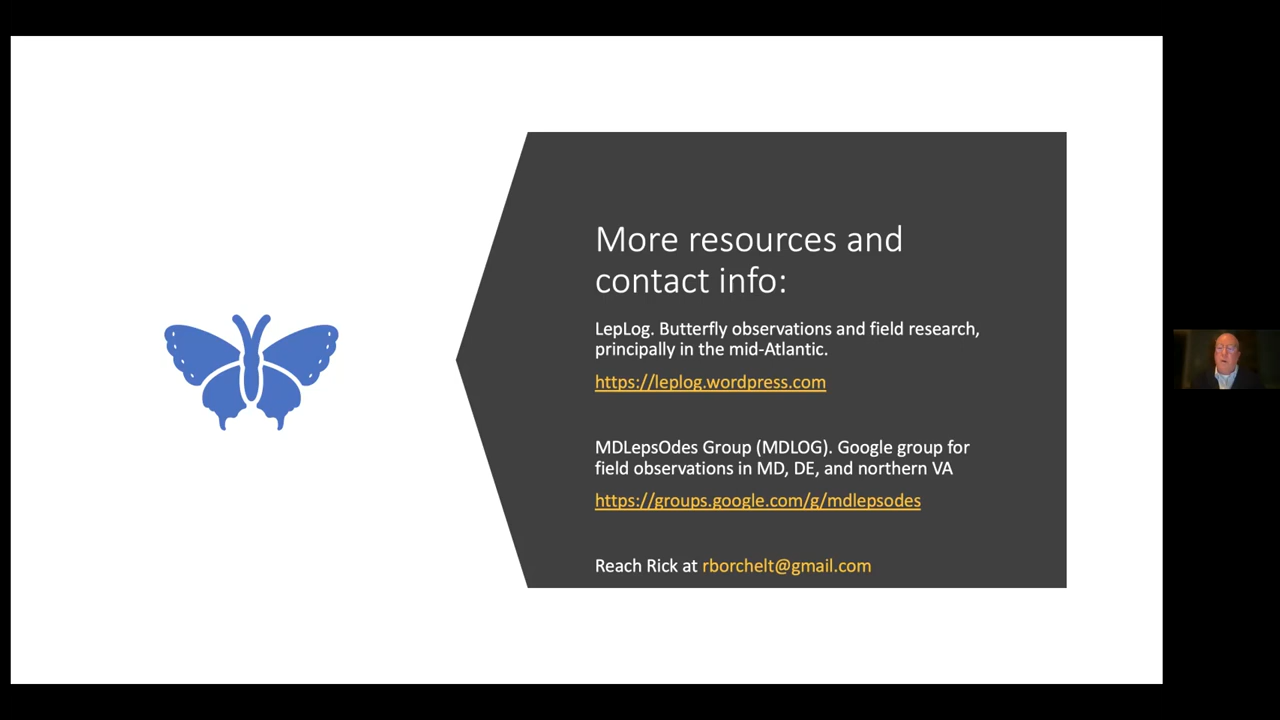 More resources and
contact info:
LepLog. Butterfly observations and field research,
principally in the mid-Atlantic.
https://leplog.wordpress.com
MDLepsOdes Group (MDLOG). Google group for
field observations in MD, DE, and northern VA
https://groups.google.com/g/mdlepsodes
Reach Rick at rborchelt@gmail.com